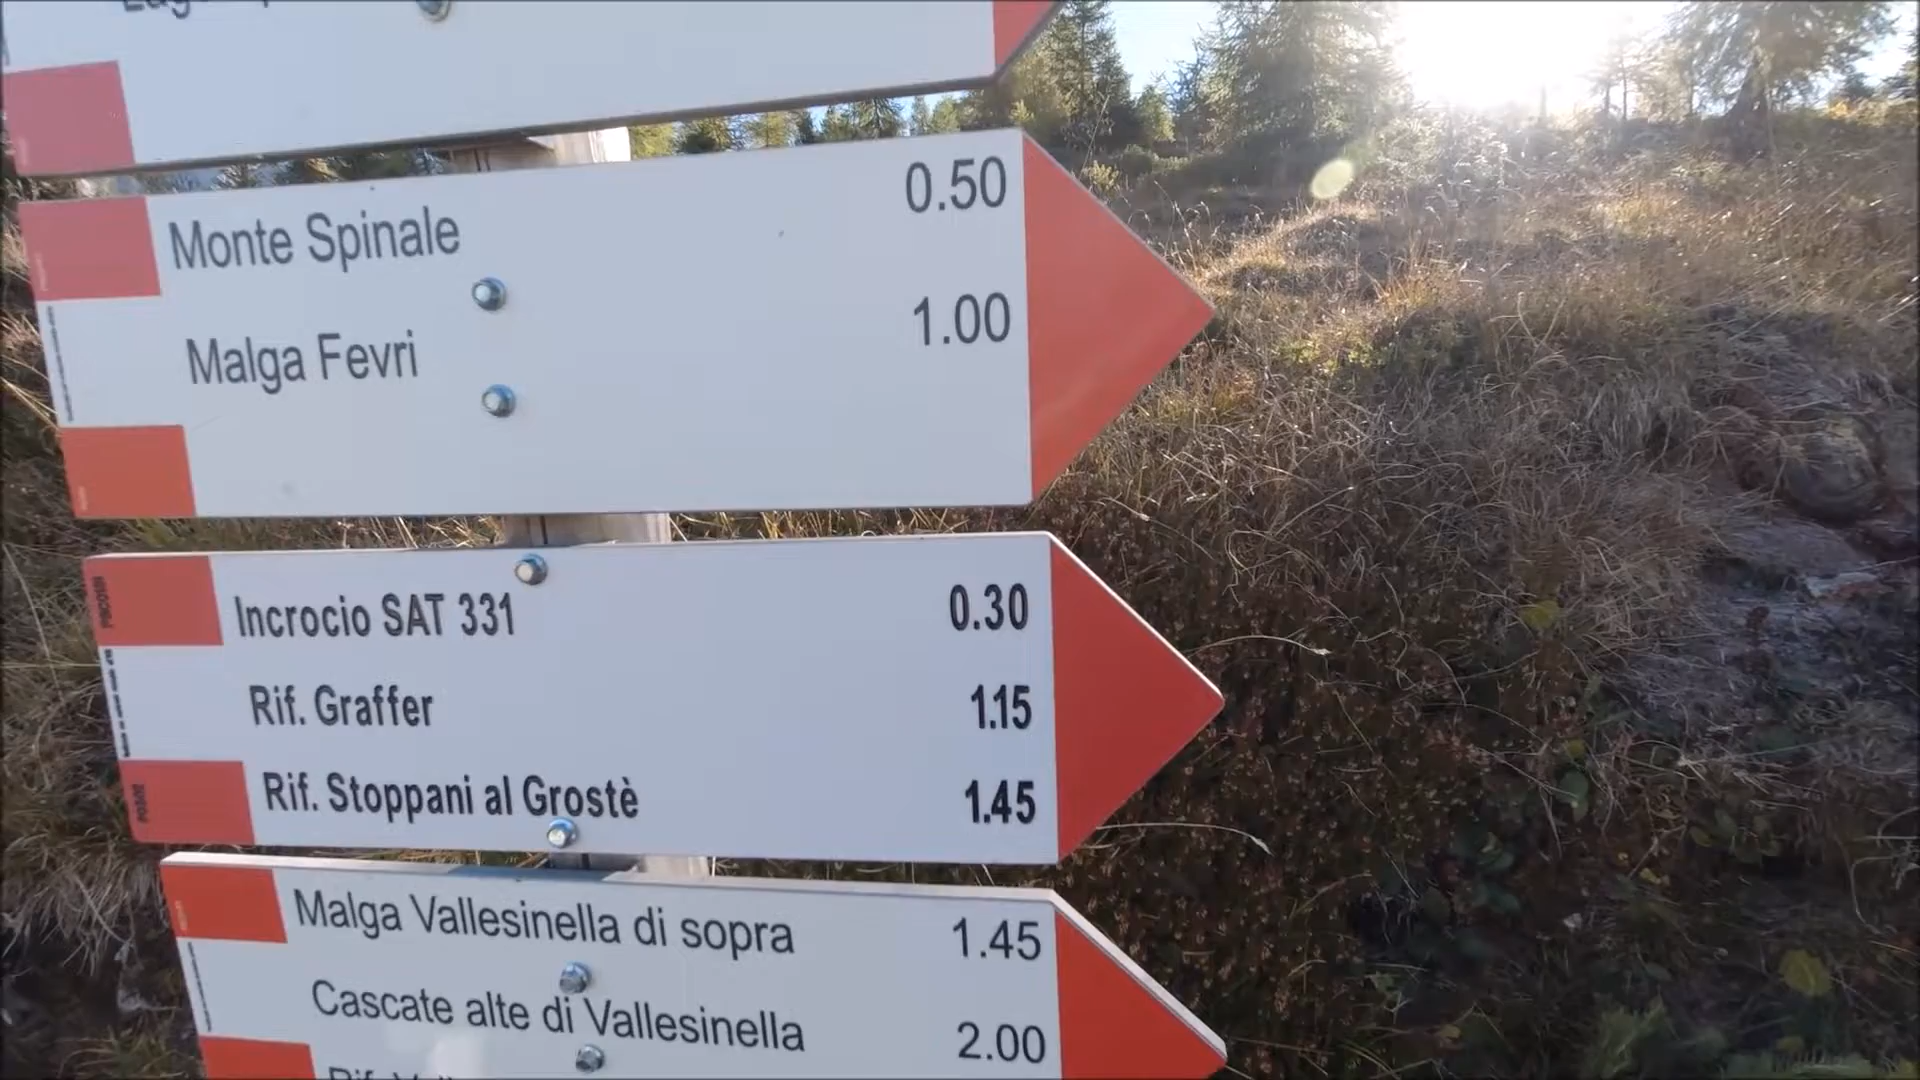 Monte Spinale 0.50
Malga Fevri 1.00
Incrocio SAT 331 0.30
Rif. Graffer 1.15
Rif. Stoppani al Grostè 1.45
Malga Vallesinella di sopra 1.45
Cascate alte di Vallesinella 2.00
Rif.